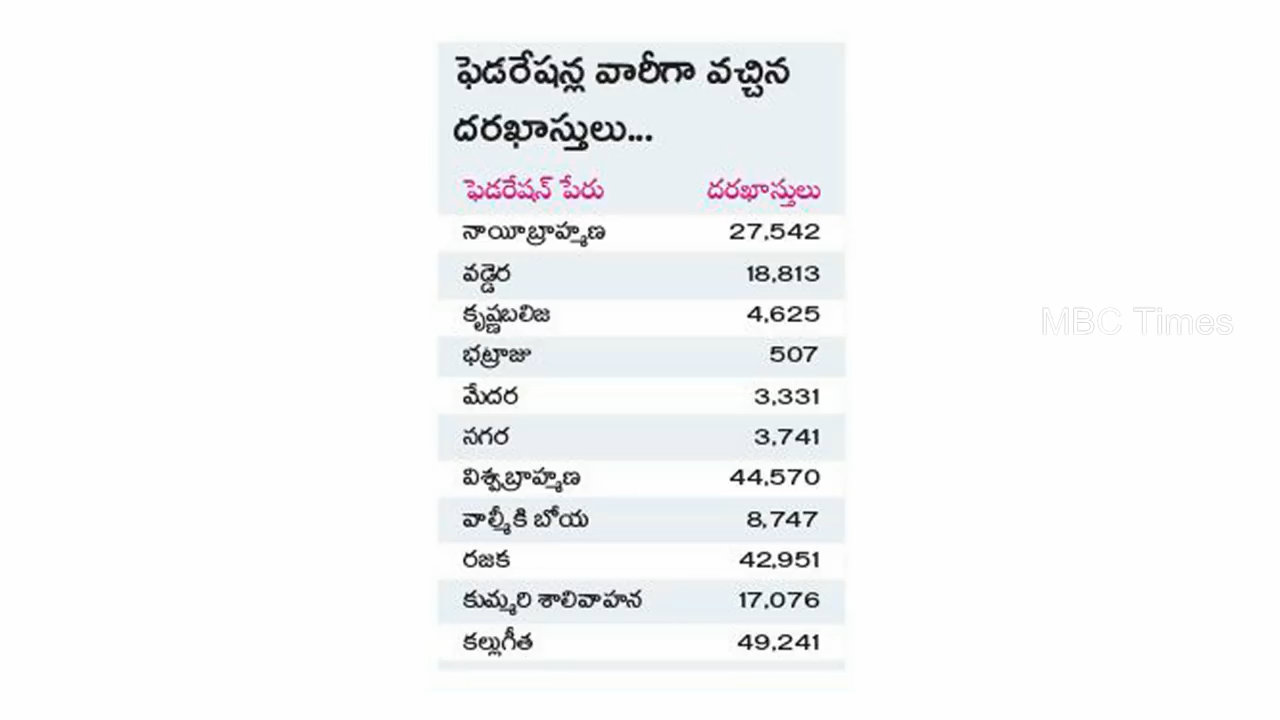 ఫెడరేషన్ల వారీగా వచ్చిన
దరఖాస్తులు...
ఫెడరేషన్ పేరు దరఖాస్తులు
నాయీబ్రాహ్మణ 27,542
వడ్డెర 18,813
కృష్ణబలిజ 4,625
భట్రాజు 507
మేదర 3,331
నగర 3,741
విశ్వబ్రాహ్మణ 44,570
వాల్మీకి బోయ 8,747
రజక 42,951
కుమ్మరి శాలివాహన 17,076
కల్లుగీత 49,241
MBC Times